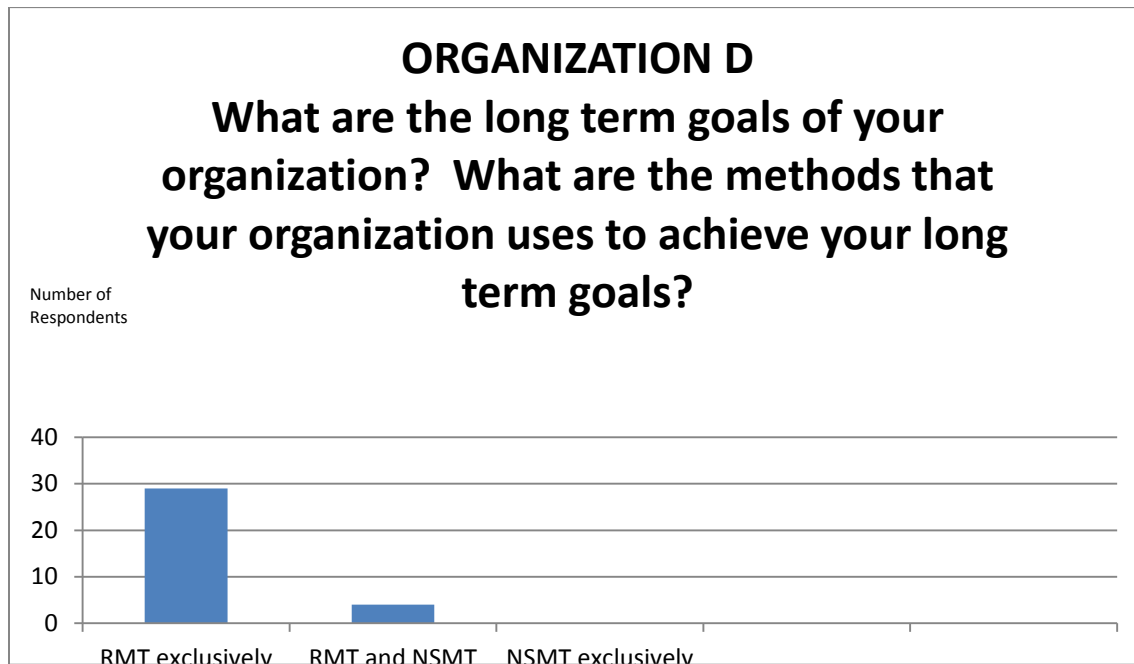 ORGANIZATION D
What are the long term goals of your
organization?  What are the methods that
your organization uses to achieve your long
term goals?
Number of
Respondents
40
30
20
10
0
RMT exclusively RMT and NSMT NSMT exclusively